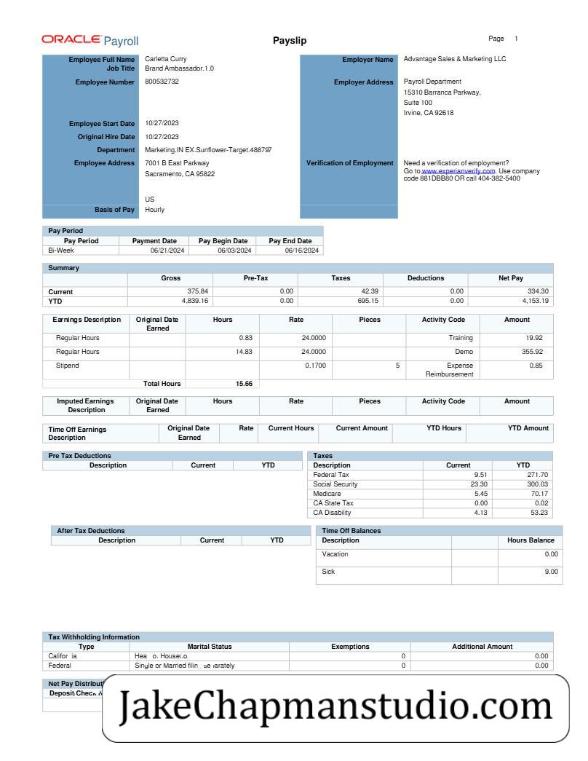 ORACLE Payroll Payslip Page 1
Employee Full Name Carletta Curry Employer Name Advantage Sales & Marketing LLC
Job Title Brand Ambassador.1.0
Employee Number 800532732 Employer Address Payroll Department
15310 Barranca Parkway,
Suite 100
Irvine, CA 92618
Employee Start Date 10/27/2023
Original Hire Date 10/27/2023
Department Marketing.IN EX.Sunflower-Target.488797
Employee Address 7001 B East Parkway Verification of Employment Need a verification of employment?
Sacramento, CA 95822 Go to www.experianverify.com. Use company
code 881DBB80 OR call 404-382-5400
US
Basis of Pay Hourly
Pay Period
Pay Period Payment Date Pay Begin Date Pay End Date
Bi-Week 06/21/2024 06/03/2024 06/16/2024
Summary
Gross Pre-Tax Taxes Deductions Net Pay
Current 375.84 0.00 42.39 0.00 334.30
YTD 4,839.16 0.00 695.15 0.00 4,153.19
Earnings Description Original Date Hours Rate Pieces Activity Code Amount
Earned
Regular Hours 0.83 24.0000 Training 19.92
Regular Hours 14.83 24.0000 Demo 355.92
Stipend 0.1700 5 Expense 0.85
Reimbursement
Total Hours 15.66
Imputed Earnings Original Date Hours Rate Pieces Activity Code Amount
Description Earned
Time Off Earnings Original Date Rate Current Hours Current Amount YTD Hours YTD Amount
Description Earned
Pre Tax Deductions Taxes
Description Current YTD Description Current YTD
Federal Tax 9.51 271.70
Social Security 23.30 300.03
Medicare 5.45 70.17
CA State Tax 0.00 0.02
CA Disability 4.13 53.23
After Tax Deductions Time Off Balances
Description Current YTD Description Hours Balance
Vacation 0.00
Sick 9.00
Tax Withholding Information
Type Marital Status Exemptions Additional Amount
0 0.00
Federal Single or Married 0 0.00
Net Pay
Deposit
JakeChapmanstudio.com